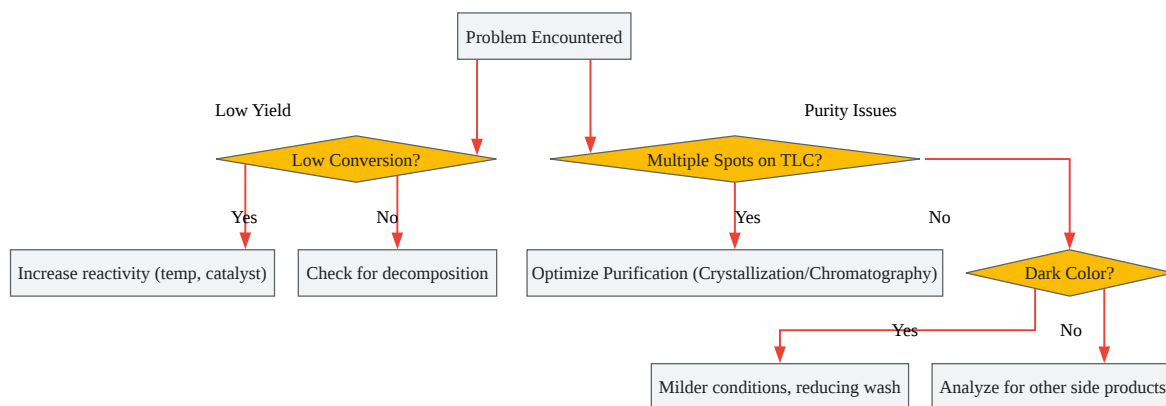 Problem Encountered
Low Yield
Purity Issues
Low Conversion?
Multiple Spots on TLC?
Yes
No
Yes
No
Increase reactivity (temp, catalyst)
Check for decomposition
Optimize Purification (Crystallization/Chromatography)
Dark Color?
Yes
No
Milder conditions, reducing wash
Analyze for other side products